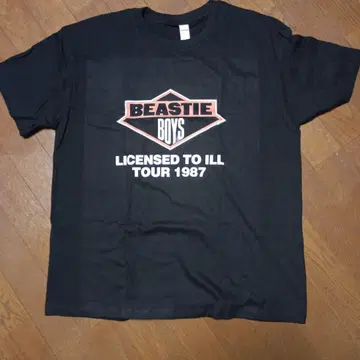 BEASTIE
BOYS
LICENSED TO ILL
TOUR 1987